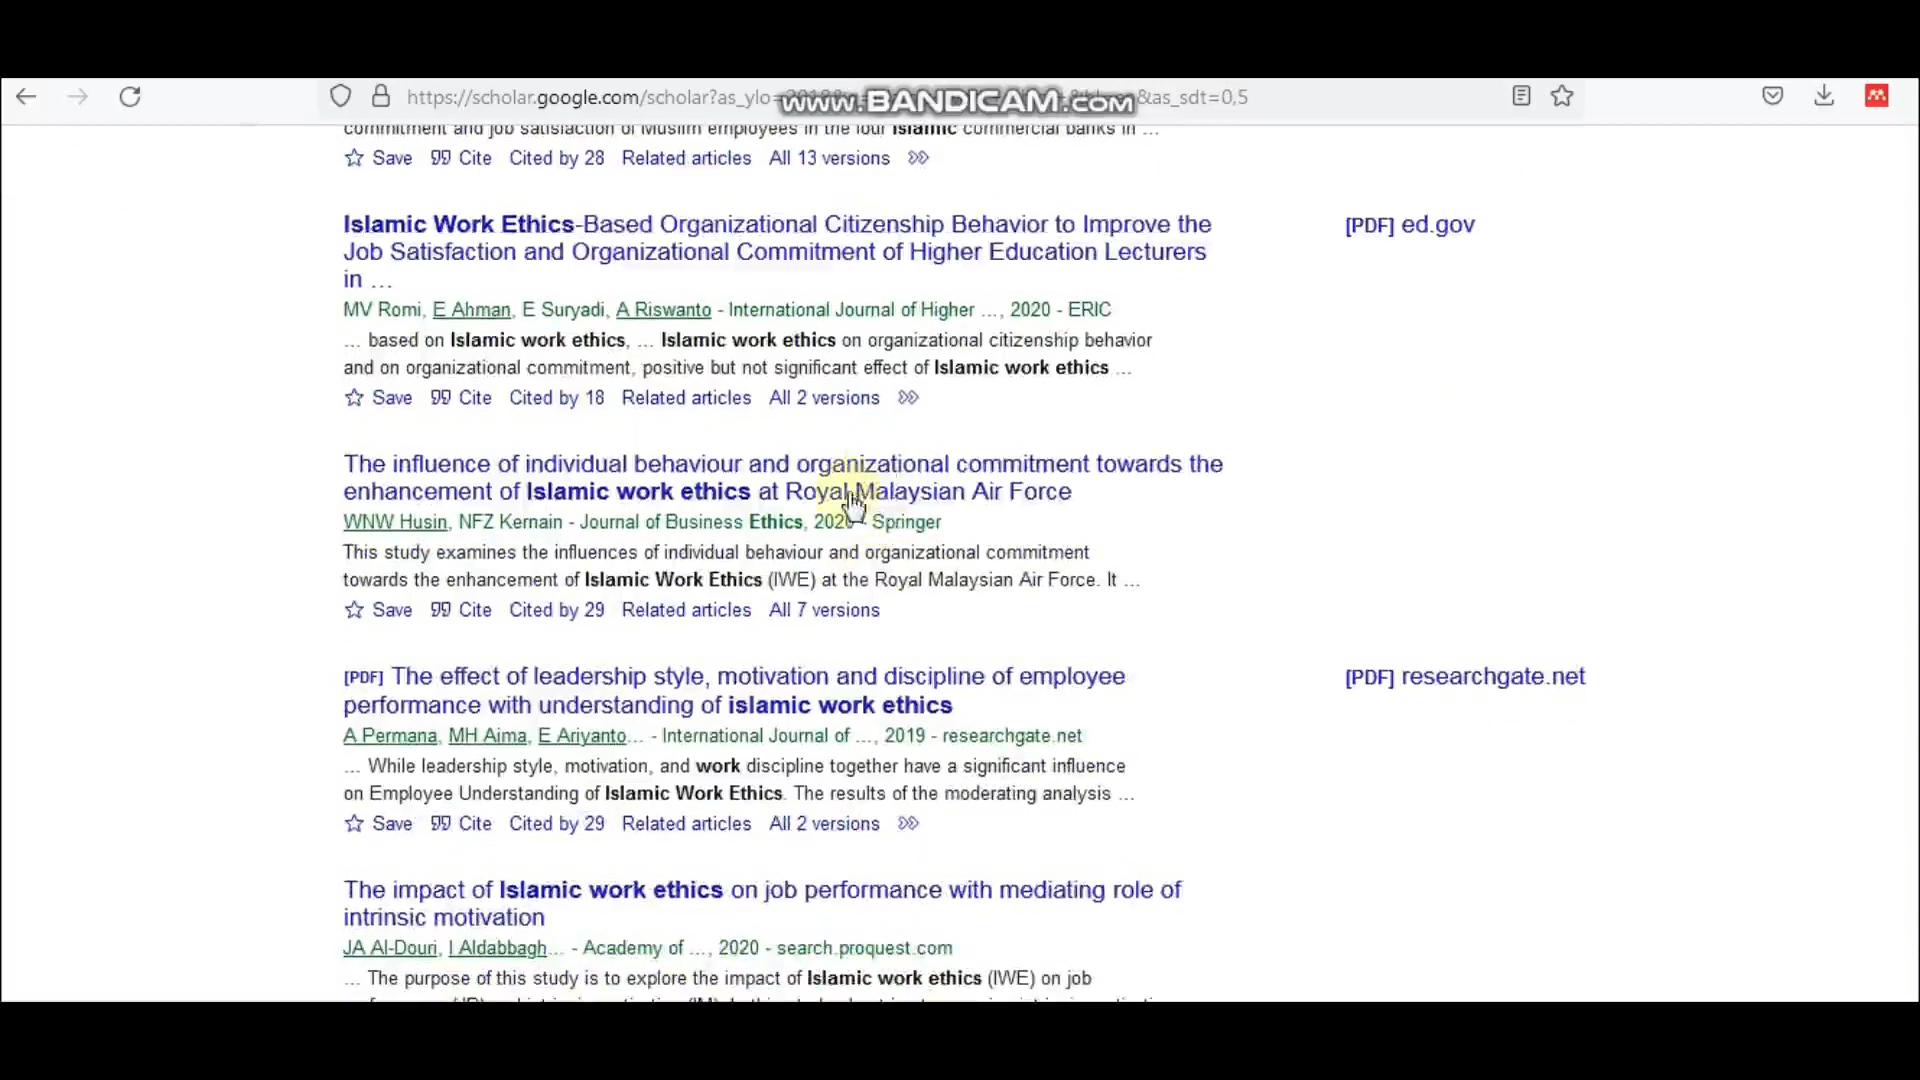 https://scholar.google.com/scholar?as_ylo=2018 &as_sdt=0,5
www.BANDICAM.com
commitment and job satisfaction of Muslim employees in the four Islamic commercial banks in ...
Save Cite Cited by 28 Related articles All 13 versions
Islamic Work Ethics-Based Organizational Citizenship Behavior to Improve the
Job Satisfaction and Organizational Commitment of Higher Education Lecturers
in ...
[PDF] ed.gov
MV Romi, E Ahman, E Suryadi, A Riswanto - International Journal of Higher ..., 2020 - ERIC
... based on Islamic work ethics, ... Islamic work ethics on organizational citizenship behavior
and on organizational commitment, positive but not significant effect of Islamic work ethics ...
Save Cite Cited by 18 Related articles All 2 versions
The influence of individual behaviour and organizational commitment towards the
enhancement of Islamic work ethics at Royal Malaysian Air Force
WNW Husin, NFZ Kernain - Journal of Business Ethics, 2020 - Springer
This study examines the influences of individual behaviour and organizational commitment
towards the enhancement of Islamic Work Ethics (IWE) at the Royal Malaysian Air Force. It ...
Save Cite Cited by 29 Related articles All 7 versions
[PDF] The effect of leadership style, motivation and discipline of employee
performance with understanding of islamic work ethics
[PDF] researchgate.net
A Permana, MH Aima, E Ariyanto... - International Journal of ..., 2019 - researchgate.net
... While leadership style, motivation, and work discipline together have a significant influence
on Employee Understanding of Islamic Work Ethics. The results of the moderating analysis ...
Save Cite Cited by 29 Related articles All 2 versions
The impact of Islamic work ethics on job performance with mediating role of
intrinsic motivation
JA Al-Douri, I Aldabbagh... - Academy of ..., 2020 - search.proquest.com
... The purpose of this study is to explore the impact of Islamic work ethics (IWE) on job